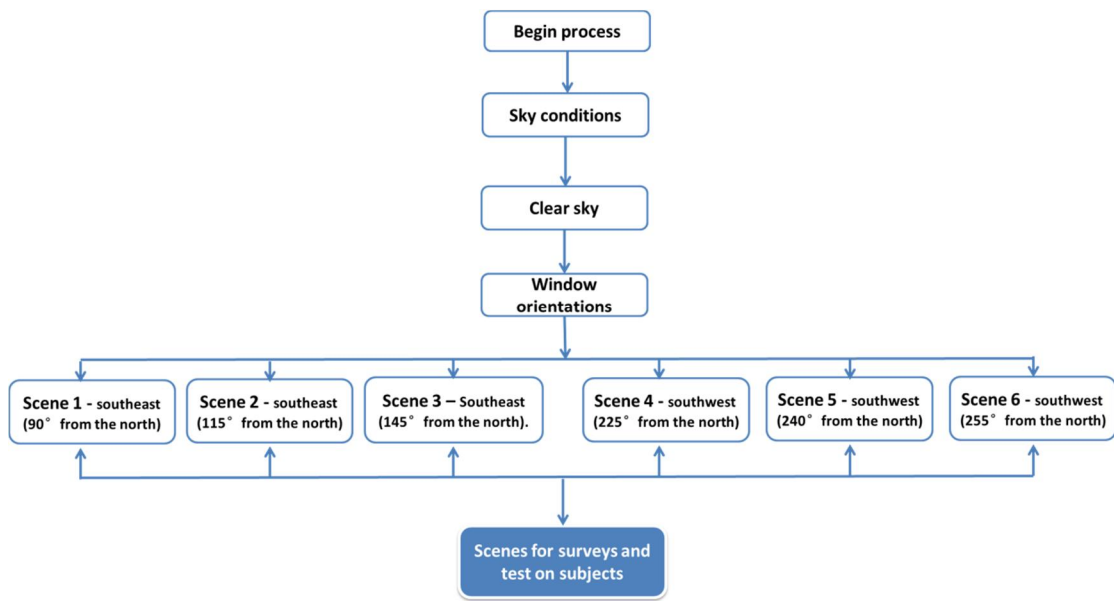 Begin process
Sky conditions
Clear sky
Window
orientations
Scene 1 - southeast
(90° from the north)
Scene 2 - southeast
(115° from the north)
Scene 3 – Southeast
(145° from the north).
Scene 4 - southwest
(225° from the north)
Scene 5 - southwest
(240° from the north)
Scene 6 - southwest
(255° from the north)
Scenes for surveys and
test on subjects